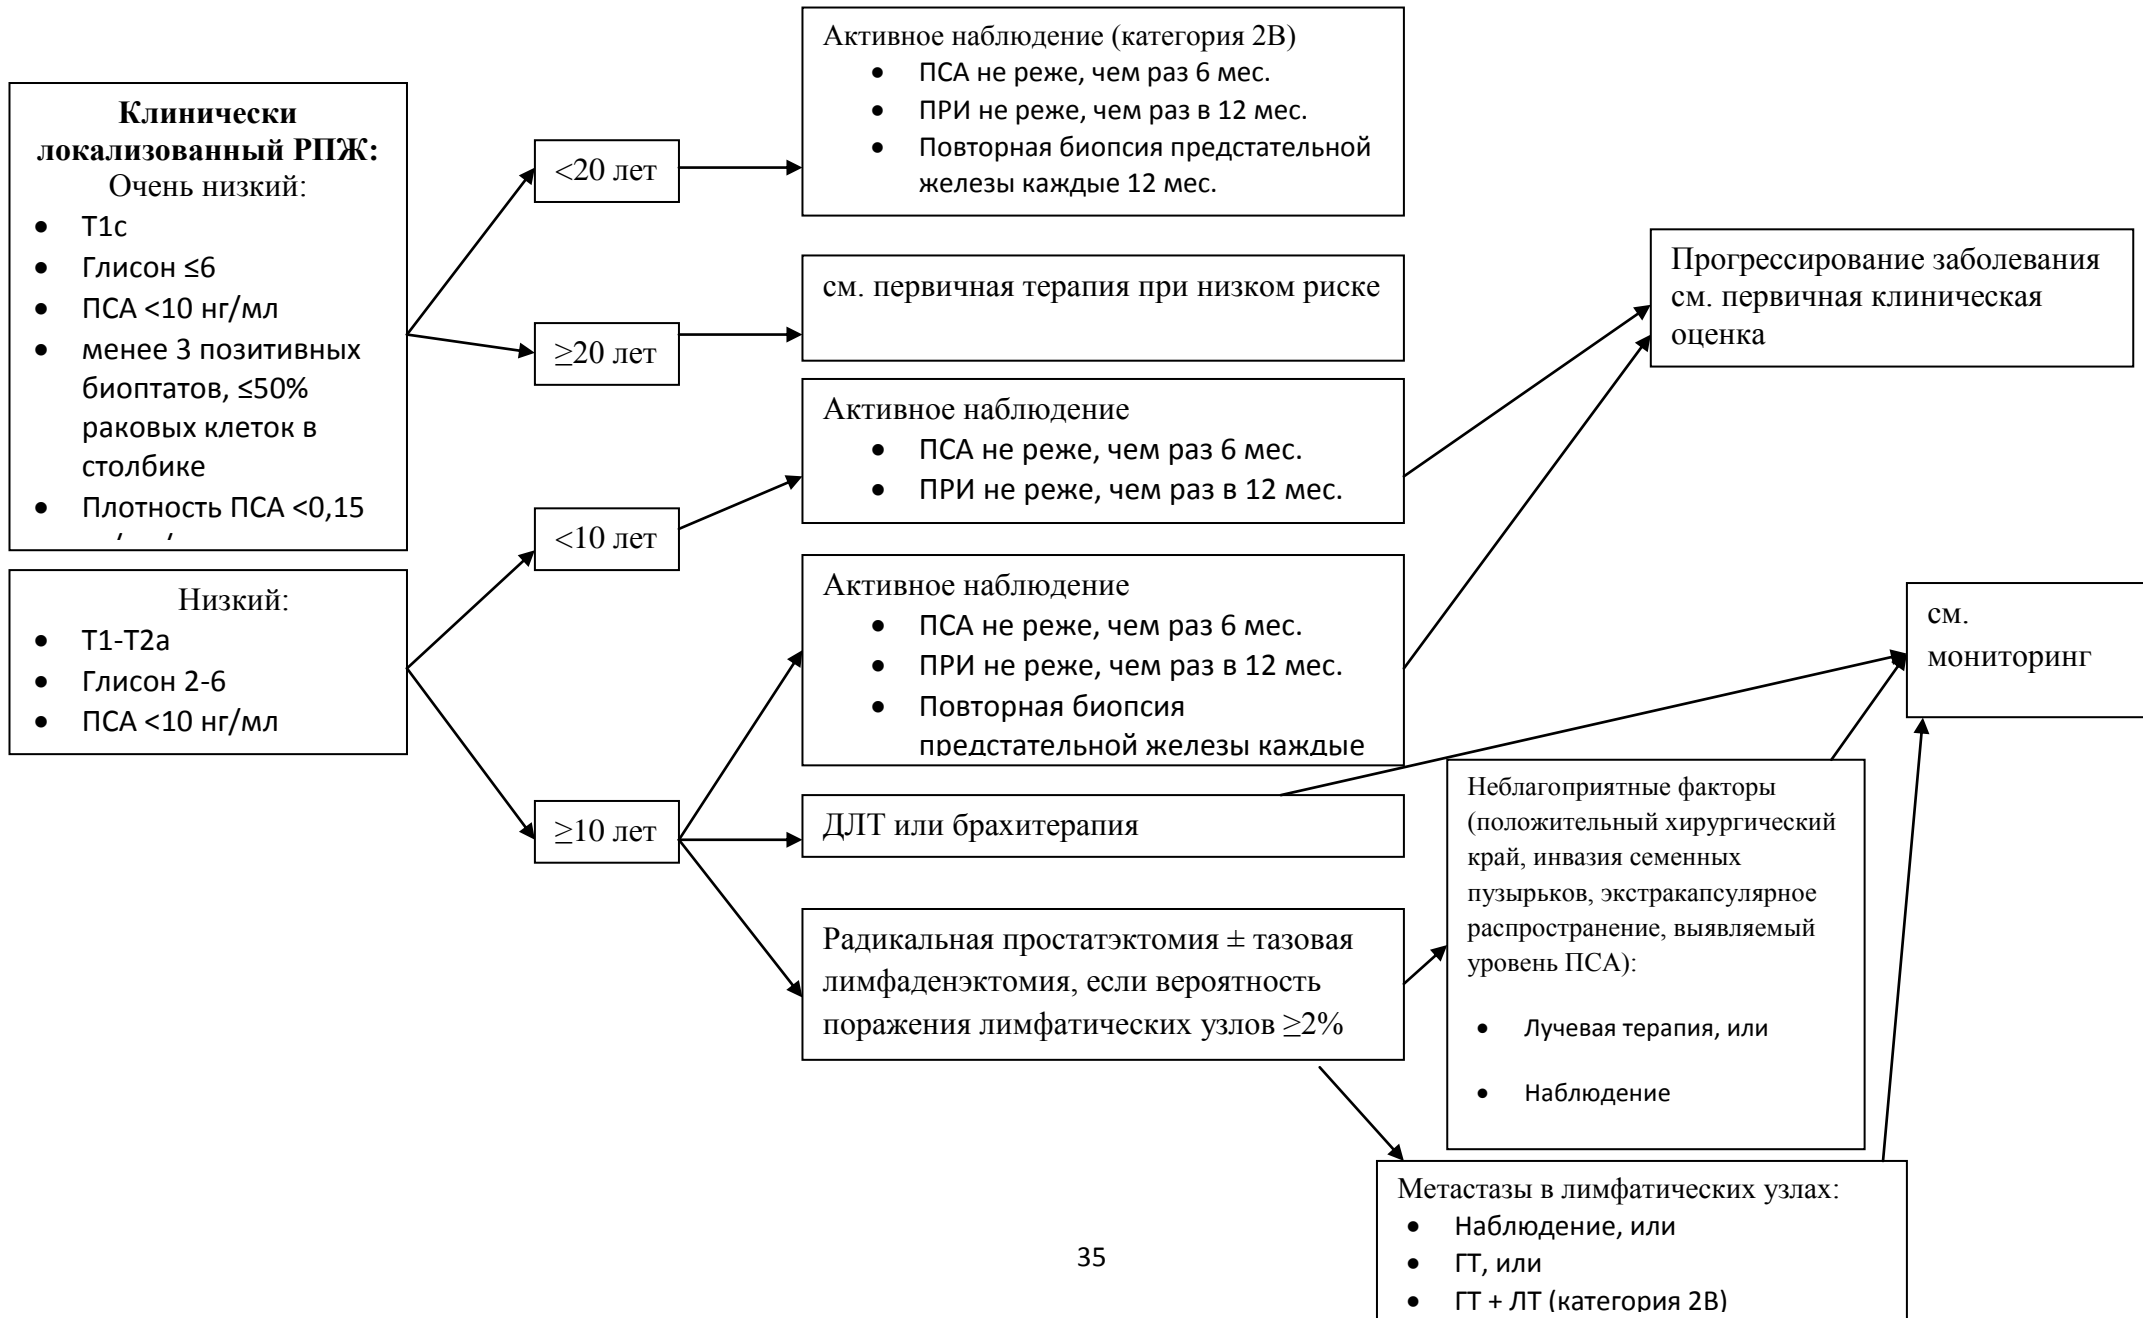 Клинически
локализованный РПЖ:
Очень низкий:
• T1c
• Глисон ≤6
• ПСА <10 нг/мл
• менее 3 позитивных
биоптатов, ≤50%
раковых клеток в
столбике
• Плотность ПСА <0,15
Низкий:
• T1-T2a
• Глисон 2-6
• ПСА <10 нг/мл
<20 лет
≥20 лет
<10 лет
≥10 лет
Активное наблюдение (категория 2B)
• ПСА не реже, чем раз 6 мес.
• ПРИ не реже, чем раз в 12 мес.
• Повторная биопсия предстательной
железы каждые 12 мес.
см. первичная терапия при низком риске
Активное наблюдение
• ПСА не реже, чем раз 6 мес.
• ПРИ не реже, чем раз в 12 мес.
Активное наблюдение
• ПСА не реже, чем раз 6 мес.
• ПРИ не реже, чем раз в 12 мес.
• Повторная биопсия
предстательной железы каждые
ДЛТ или брахитерапия
Радикальная простатэктомия ± тазовая
лимфаденэктомия, если вероятность
поражения лимфатических узлов ≥2%
Прогрессирование заболевания
см. первичная клиническая
оценка
см.
мониторинг
Неблагоприятные факторы
(положительный хирургический
край, инвазия семенных
пузырьков, экстракапсулярное
распространение, выявляемый
уровень ПСА):
• Лучевая терапия, или
• Наблюдение
Метастазы в лимфатических узлах:
• Наблюдение, или
• ГТ, или
• ГТ + ЛТ (категория 2В)
35